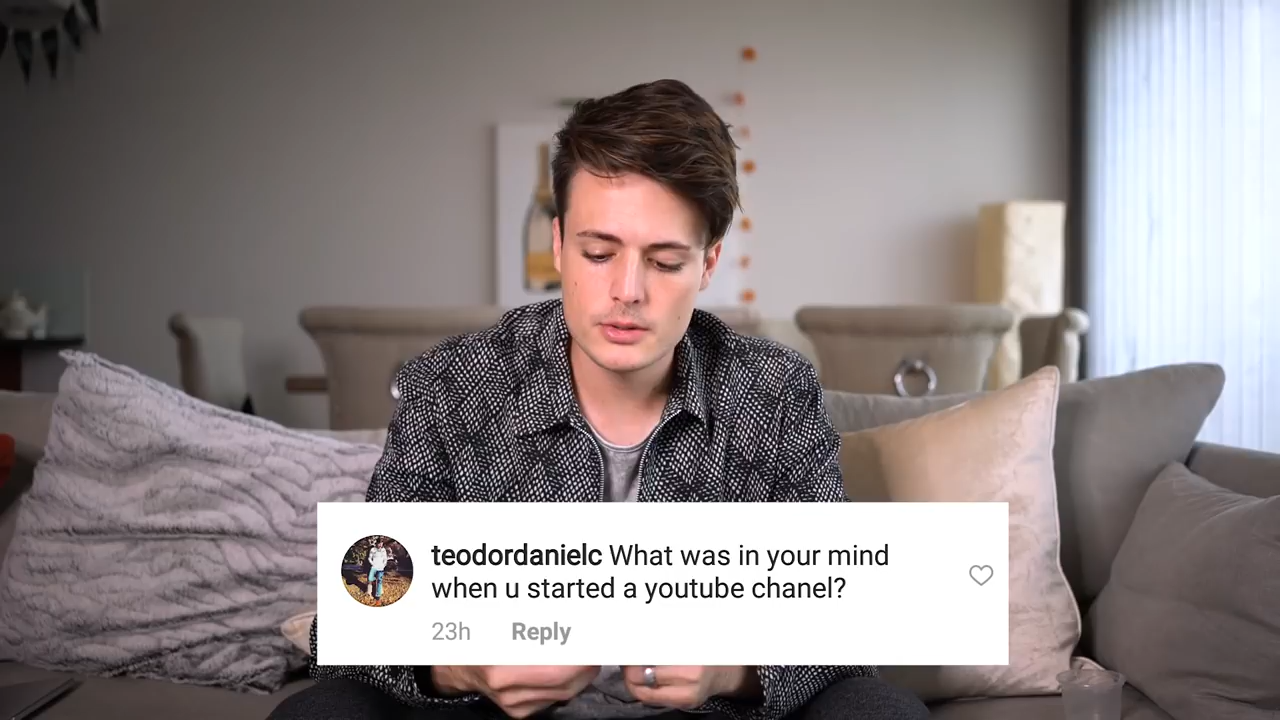 teodordanielc What was in your mind
when u started a youtube chanel?
23h Reply